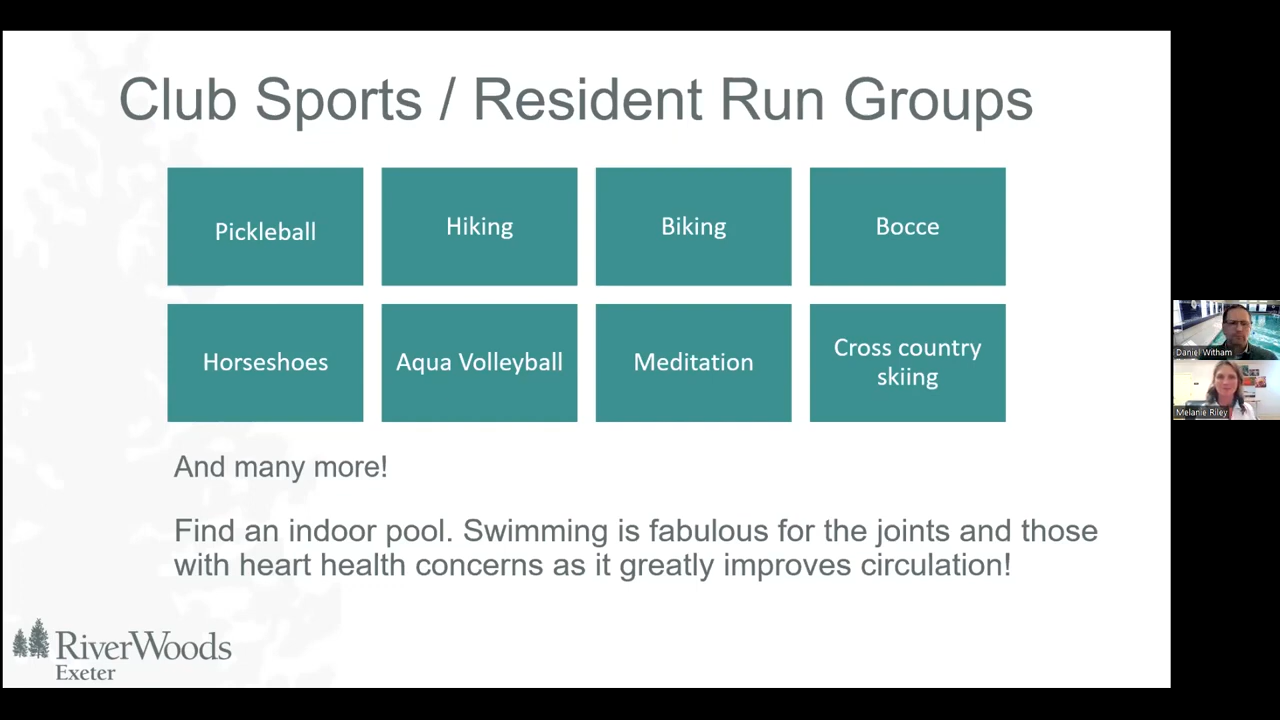 Club Sports / Resident Run Groups
Pickleball
Hiking
Biking
Bocce
Horseshoes
Aqua Volleyball
Meditation
Cross country
skiing
And many more!
Find an indoor pool. Swimming is fabulous for the joints and those
with heart health concerns as it greatly improves circulation!
RiverWoods
Exeter
Daniel Witham
Melanie Riley